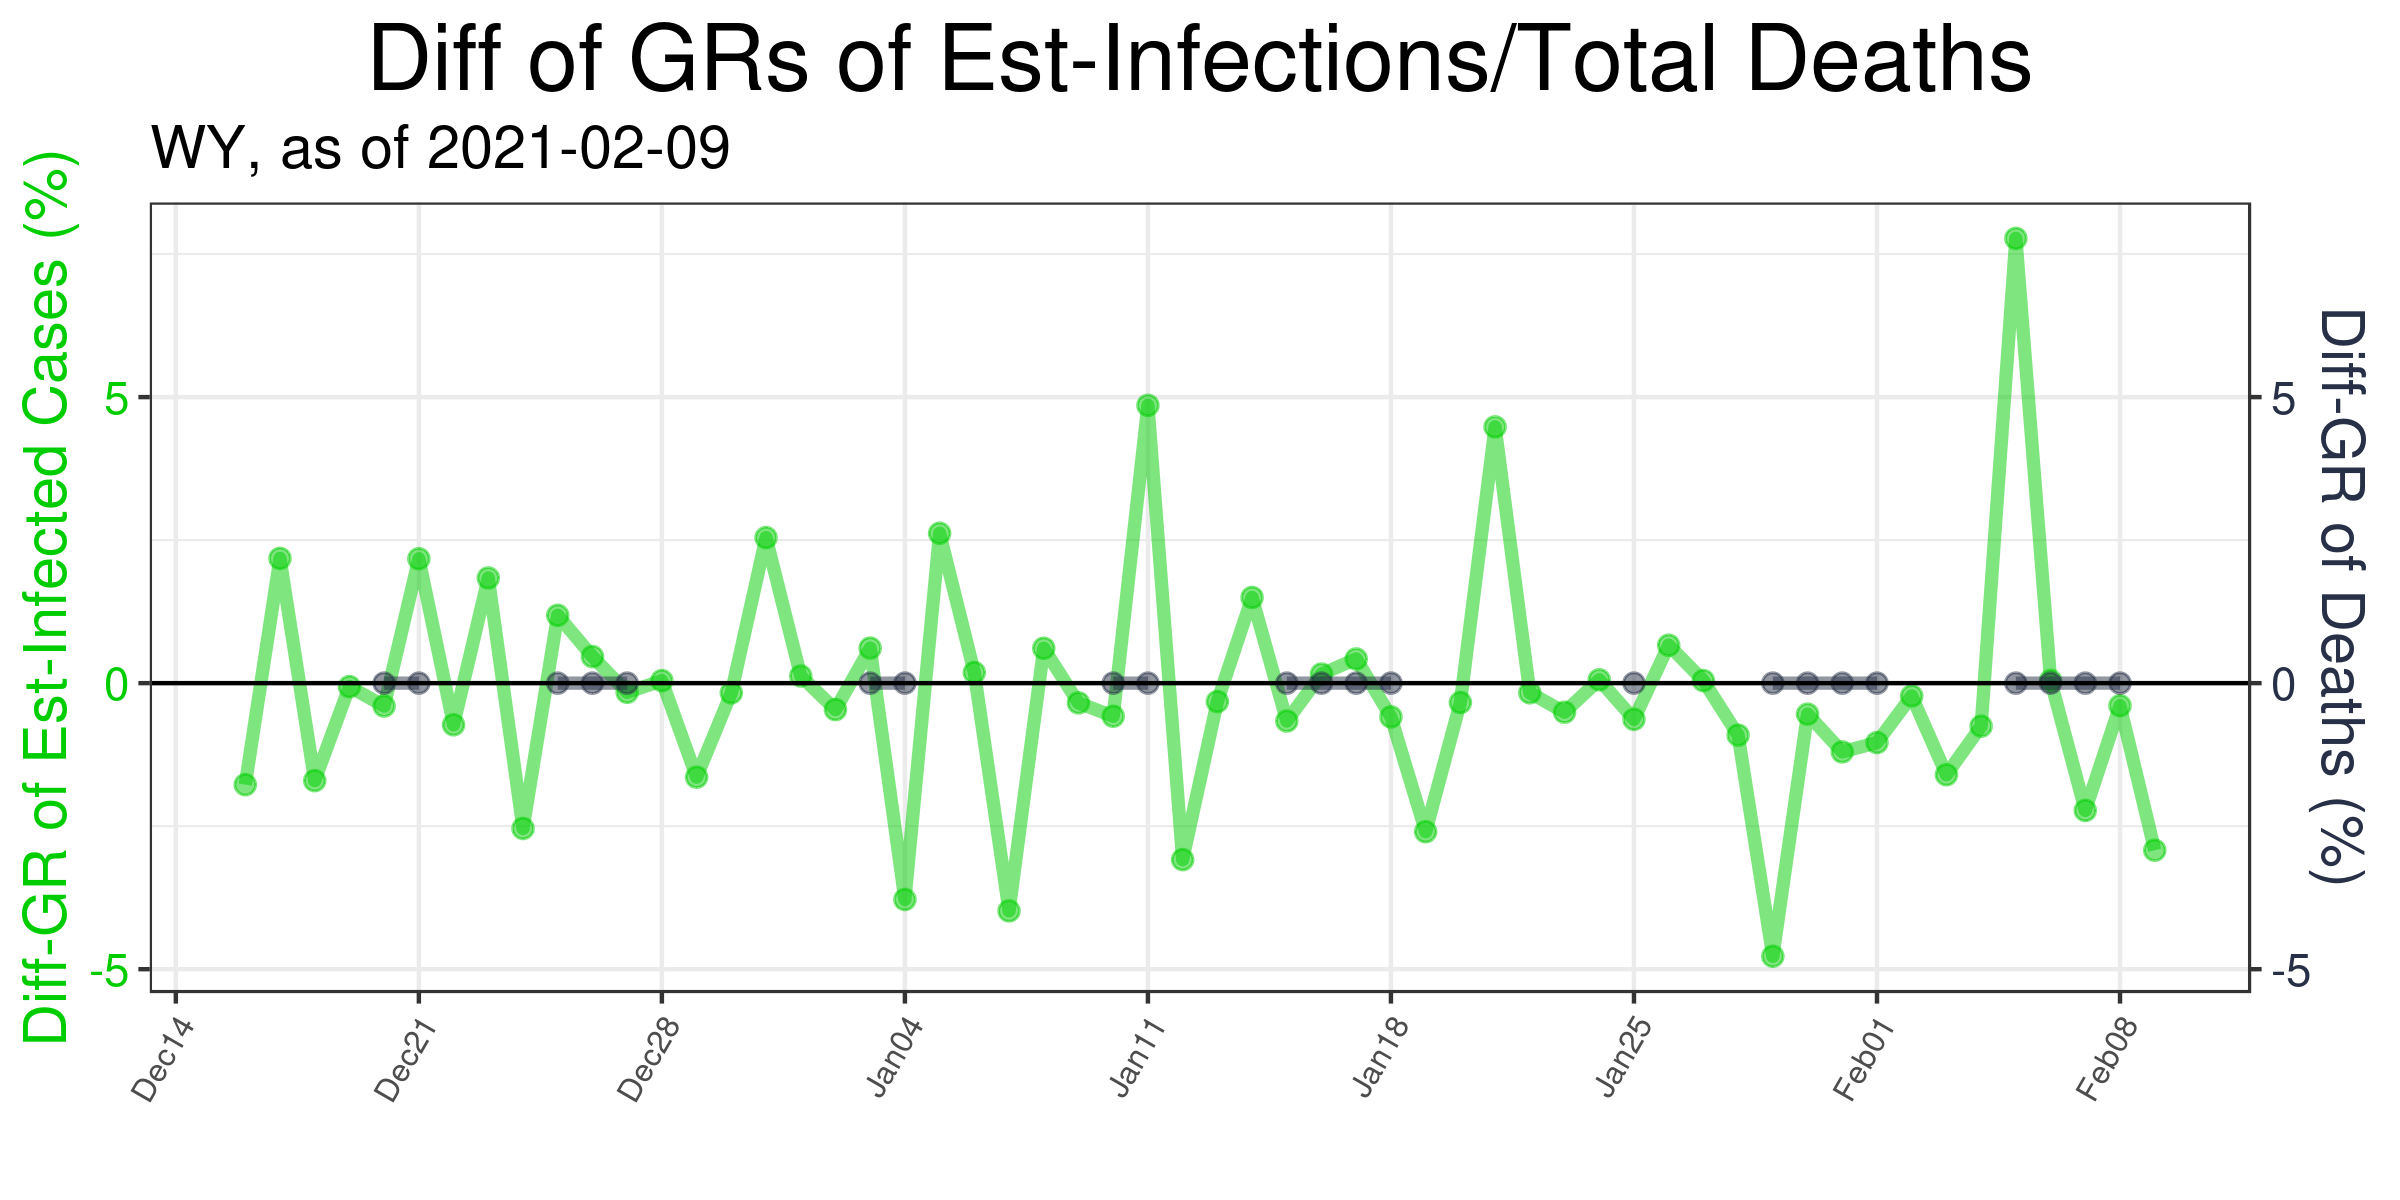 Diff of GRs of Est-Infections/Total Deaths
WY, as of 2021-02-09
Diff-GR of Est-Infected Cases (%)
5
0
-5
5
0
-5
Diff-GR of Deaths (%)
Dec14
Dec21
Dec28
Jan04
Jan11
Jan18
Jan25
Feb01
Feb08